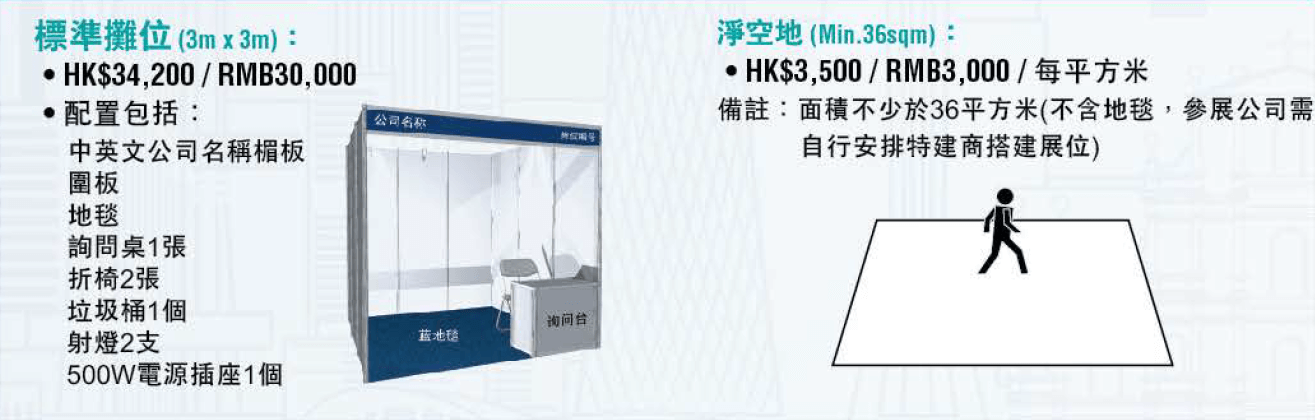 標準攤位 (3m x 3m)：
• HK$34,200 / RMB30,000
• 配置包括：
中英文公司名稱楣板
圍板
地毯
詢問桌1張
折椅2張
垃圾桶1個
射燈2支
500W電源插座1個
公司名称
蓝地毯
询问台
淨空地 (Min.36sqm)：
• HK$3,500 / RMB3,000 / 每平方米
備註：面積不少於36平方米(不含地毯，參展公司需
自行安排特建商搭建展位)